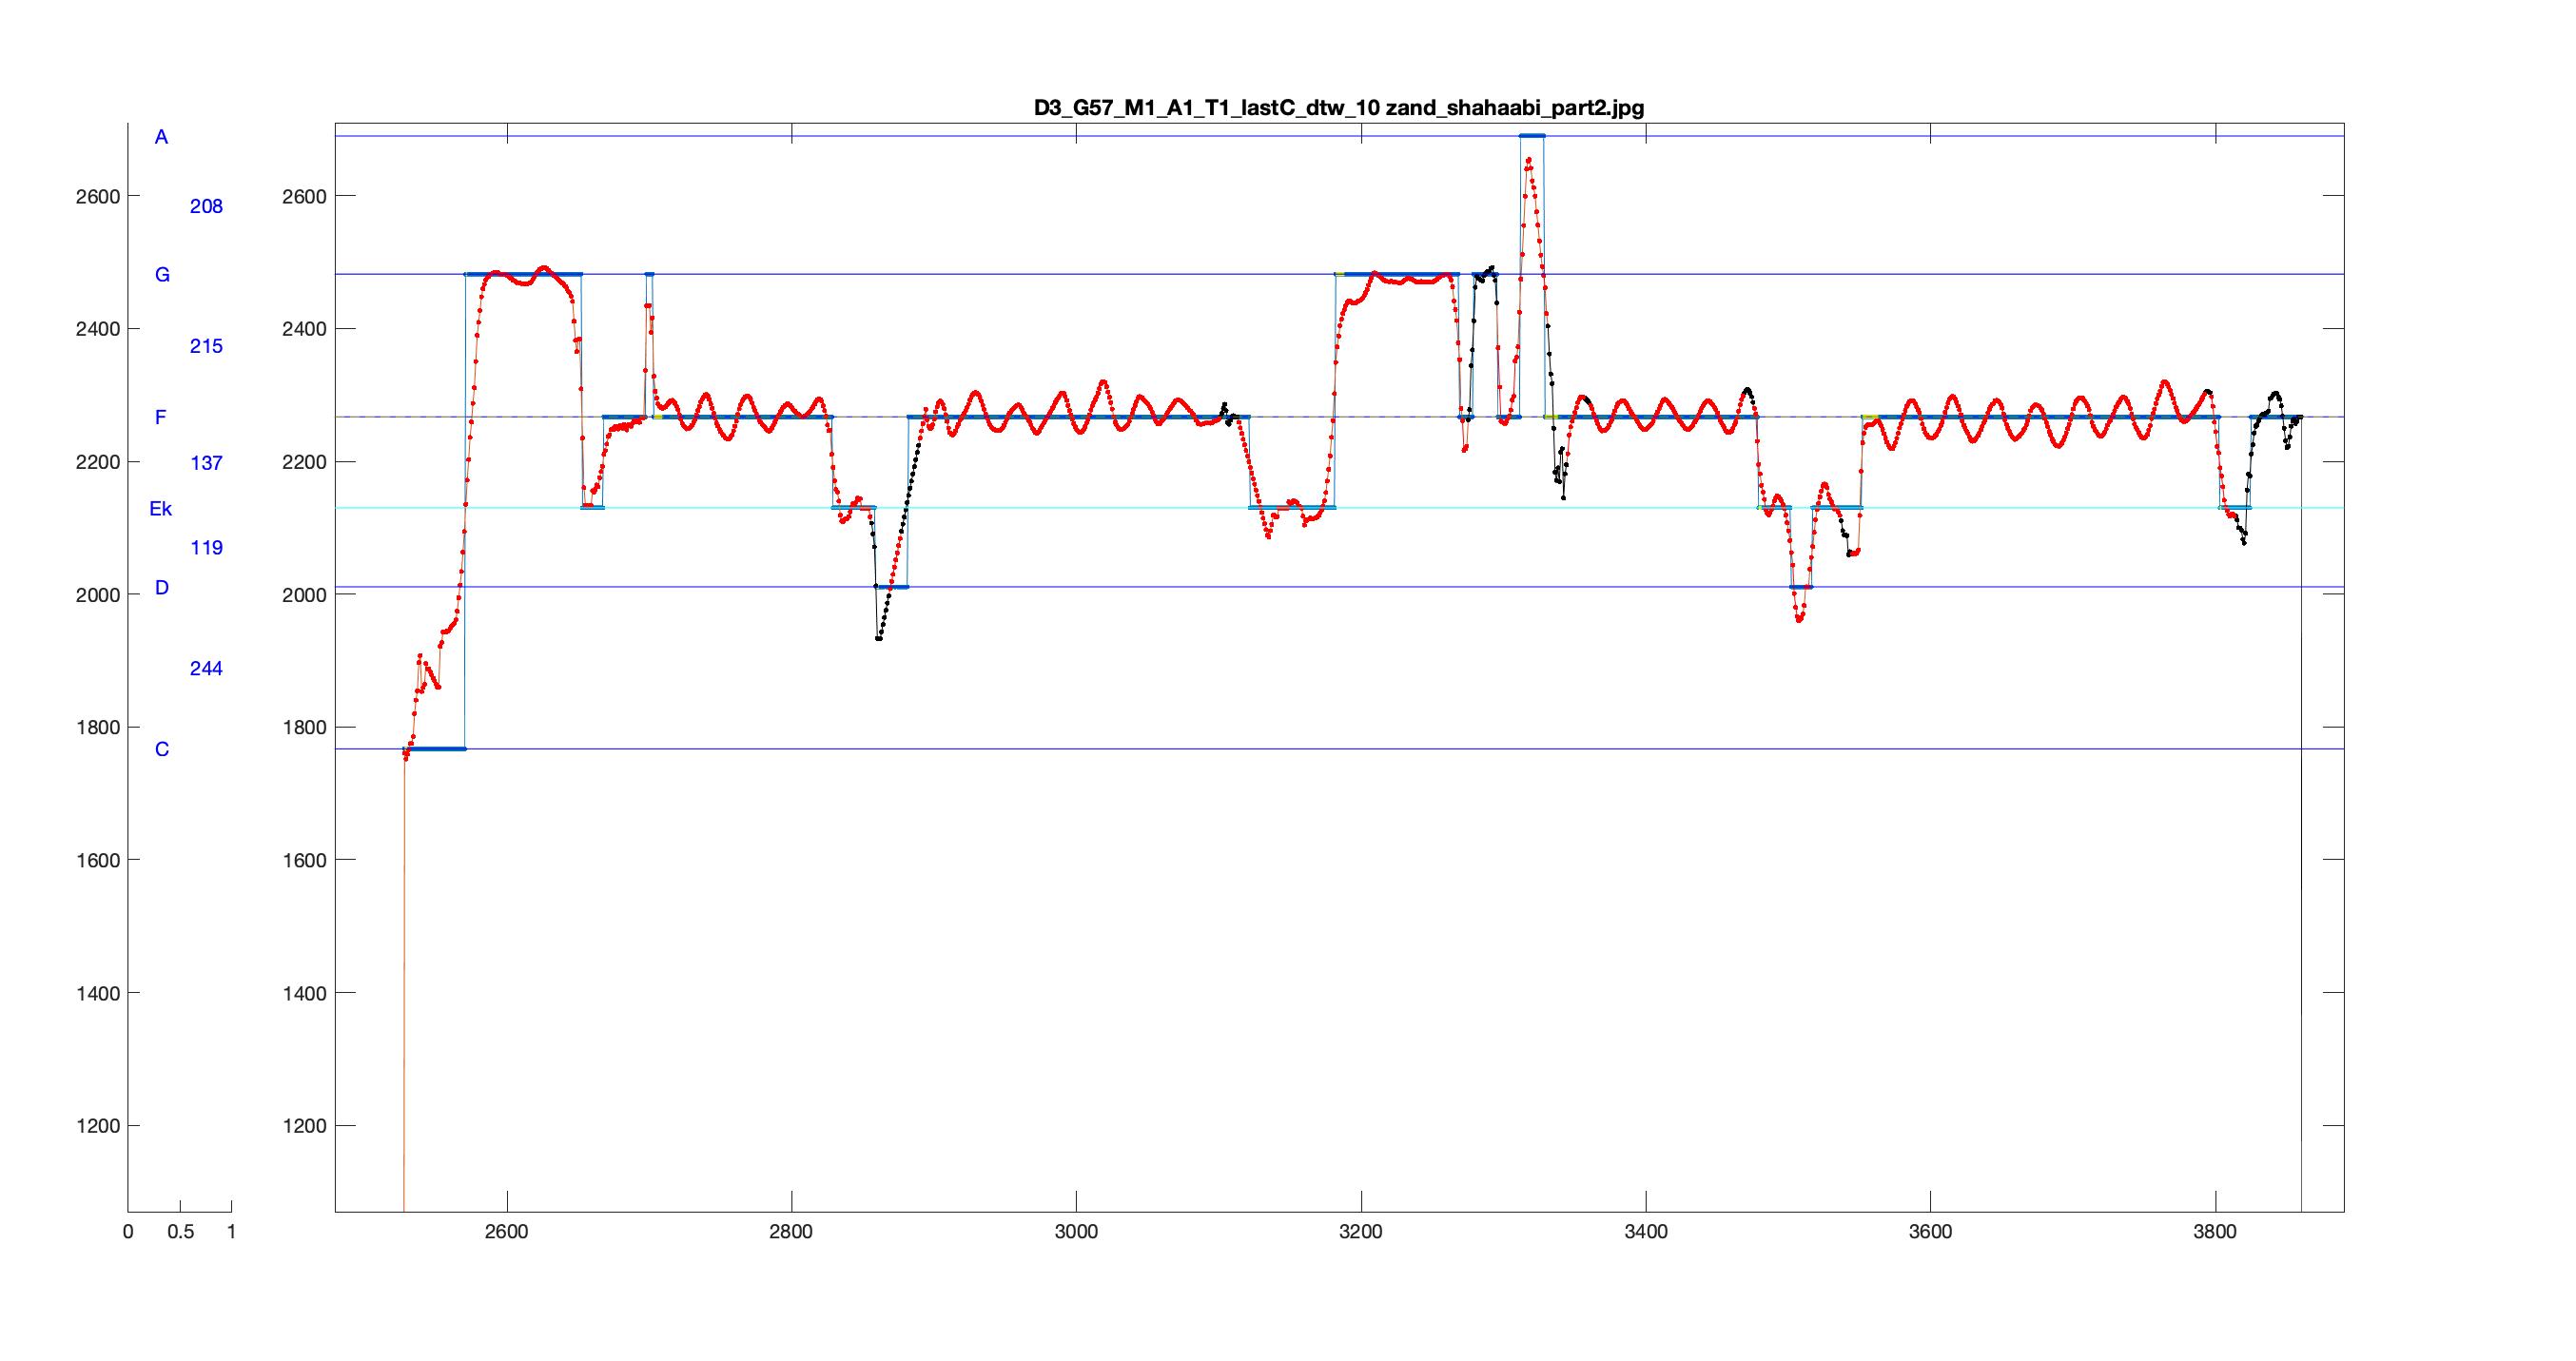 D3_G57_M1_A1_T1_lastC_dtw_10 zand_shahaabi_part2.jpg
A
2600 208 2600
G
2400 215 2400
F
2200 137 2200
Ek
119
D
2000 2000
244
1800 1800
C
1600 1600
1400 1400
1200 1200
0 0.5 1 2600 2800 3000 3200 3400 3600 3800